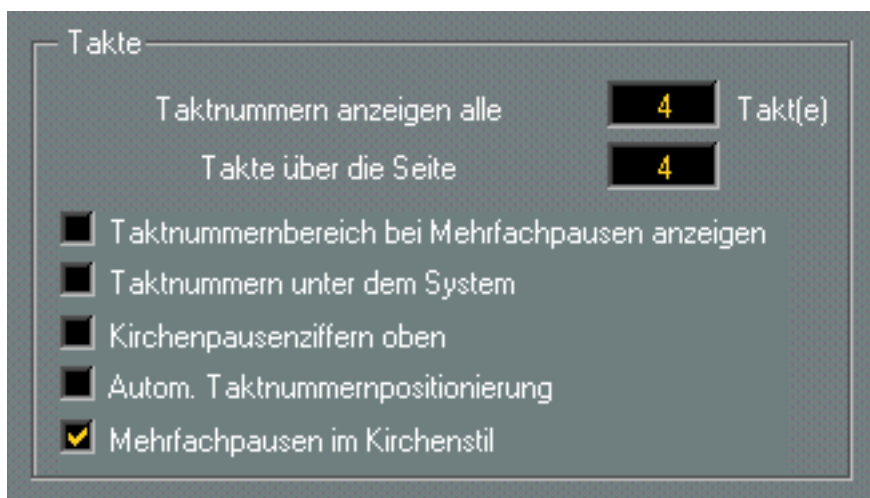 Takte
Taktnummern anzeigen alle 4 Takt(e)
Takte über die Seite 4
Taktnummernbereich bei Mehrfachpausen anzeigen
Taktnummern unter dem System
Kirchenpausenziffern oben
Autom. Taktnummernpositionierung
Mehrfachpausen im Kirchenstil